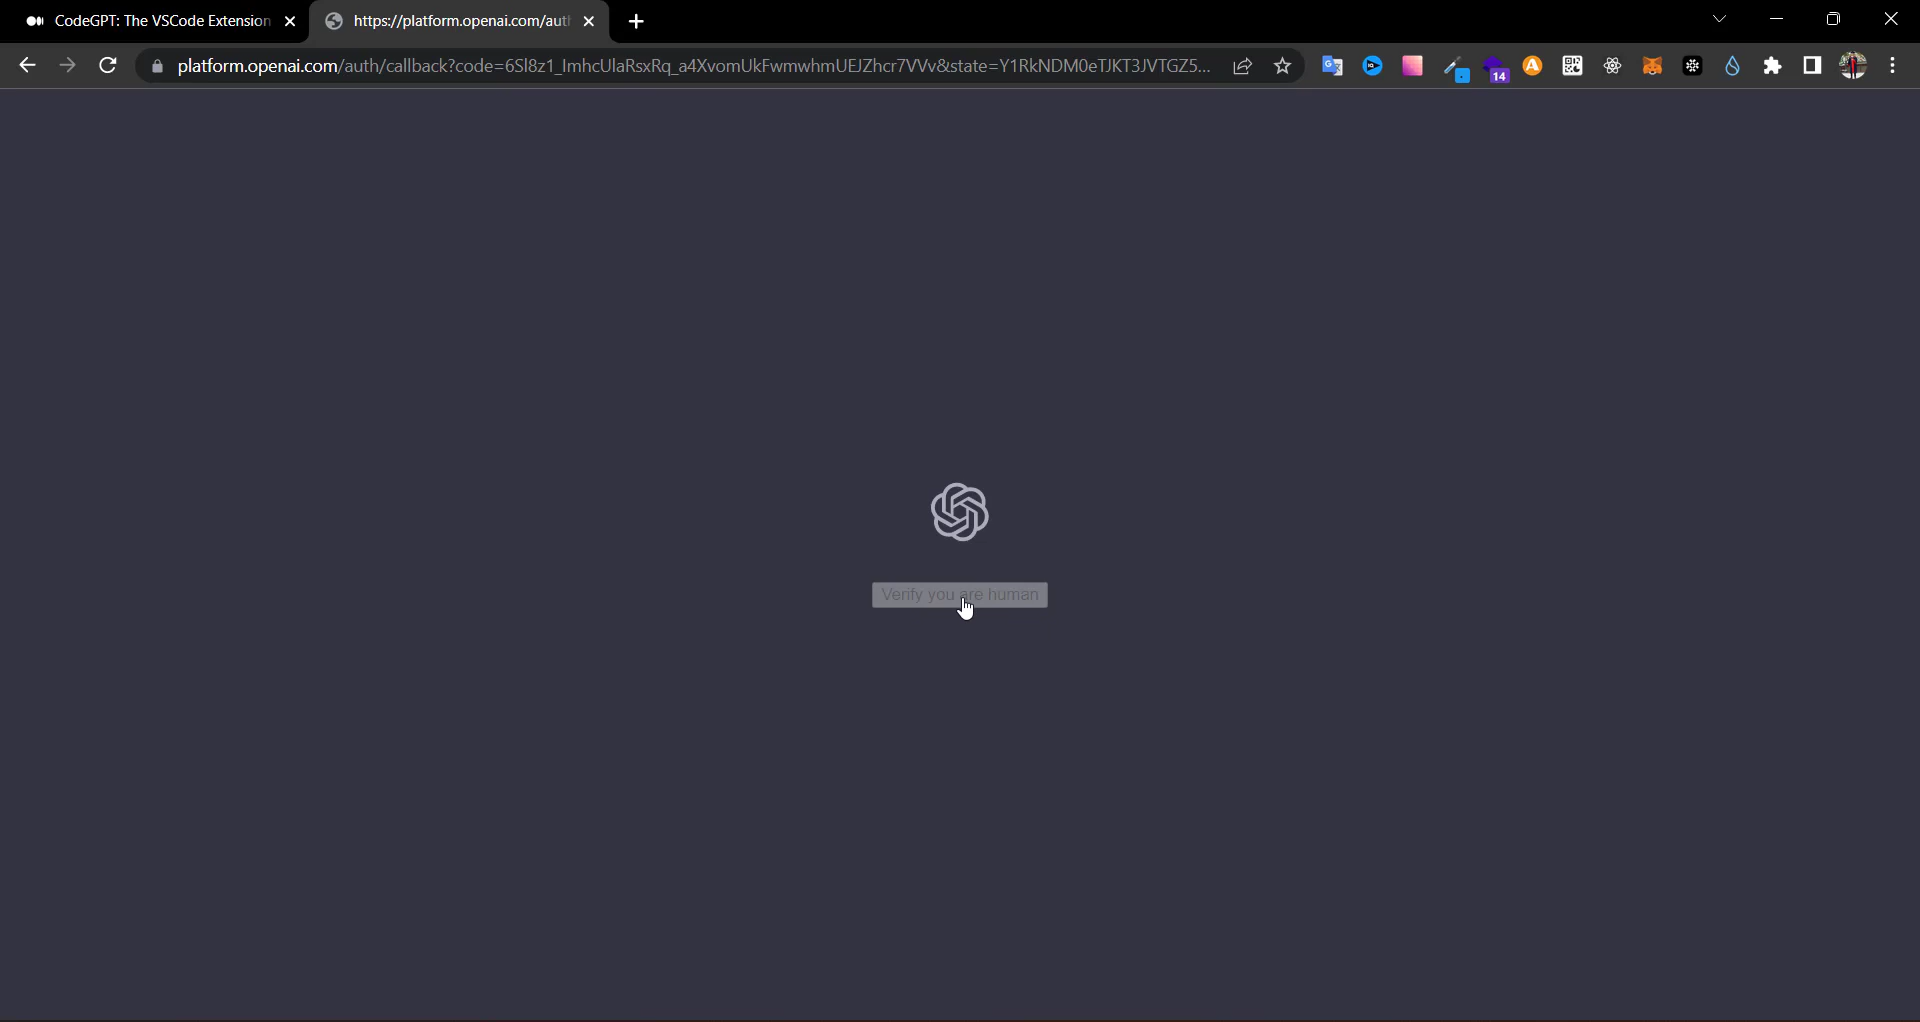 CodeGPT: The VSCode Extension
https://platform.openai.com/aut
platform.openai.com/auth/callback?code=6Sl8z1_ImhcUlaRsxRq_a4XvomUkFwmwhmUEJZhcr7VVv&state=Y1RkNDM0eTJKT3JVTGZ5...
14
Verify you are human